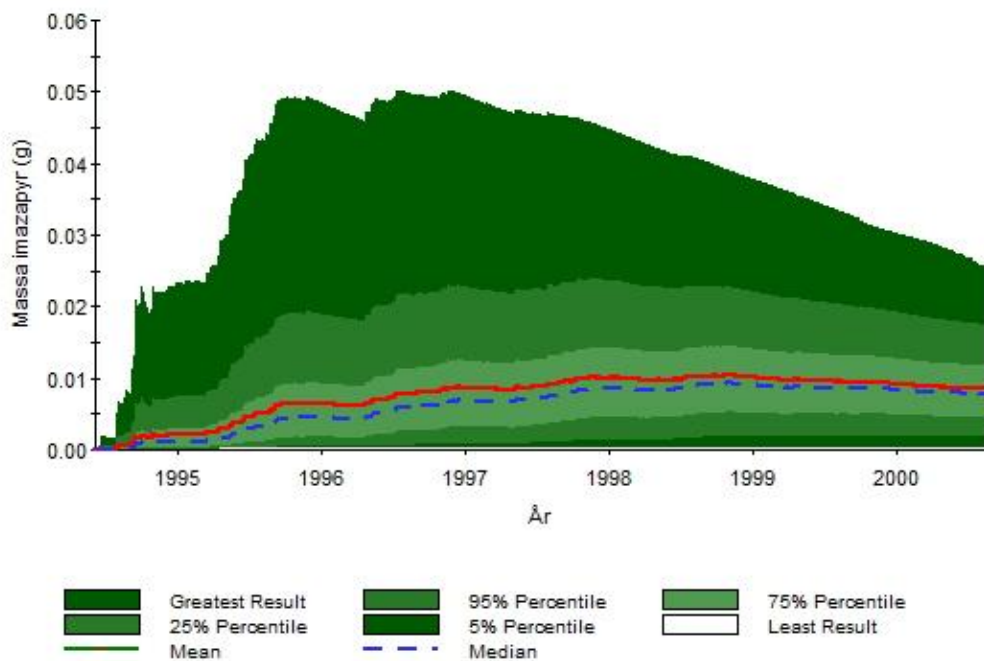 0.06
0.05
0.04
0.03
0.02
0.01
0.00
Massa imazapyr (g)
1995 1996 1997 1998 1999 2000
År
Greatest Result 95% Percentile 75% Percentile
25% Percentile 5% Percentile Least Result
Mean Median